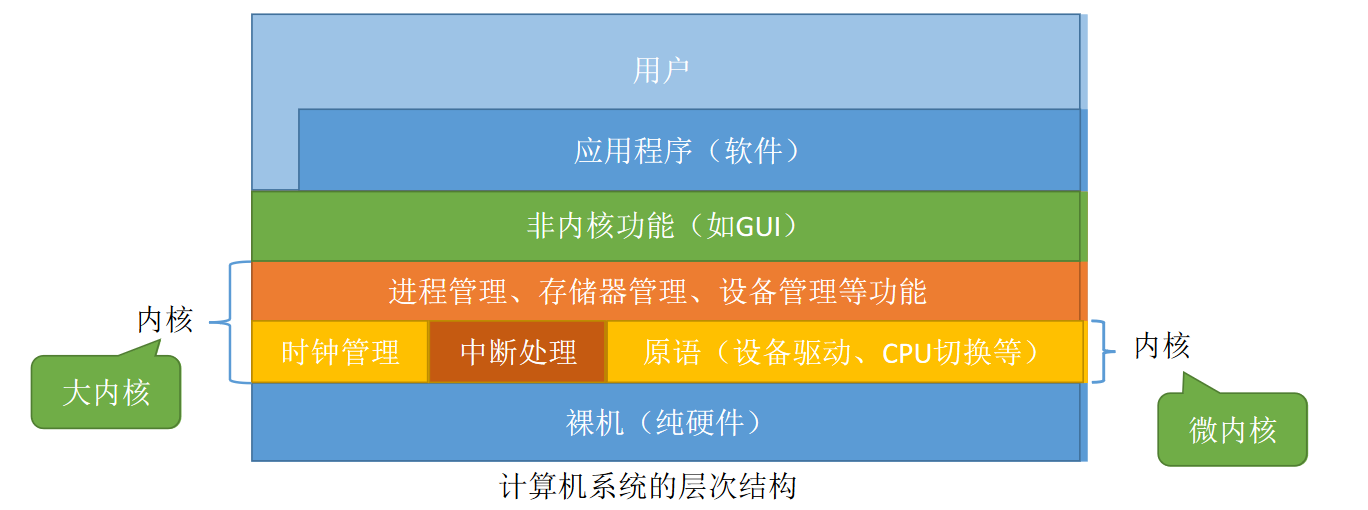 用户
应用程序（软件）
非内核功能（如GUI）
进程管理、存储器管理、设备管理等功能
内核
时钟管理
中断处理
原语（设备驱动、CPU切换等）
内核
大内核
裸机（纯硬件）
微内核
计算机系统的层次结构